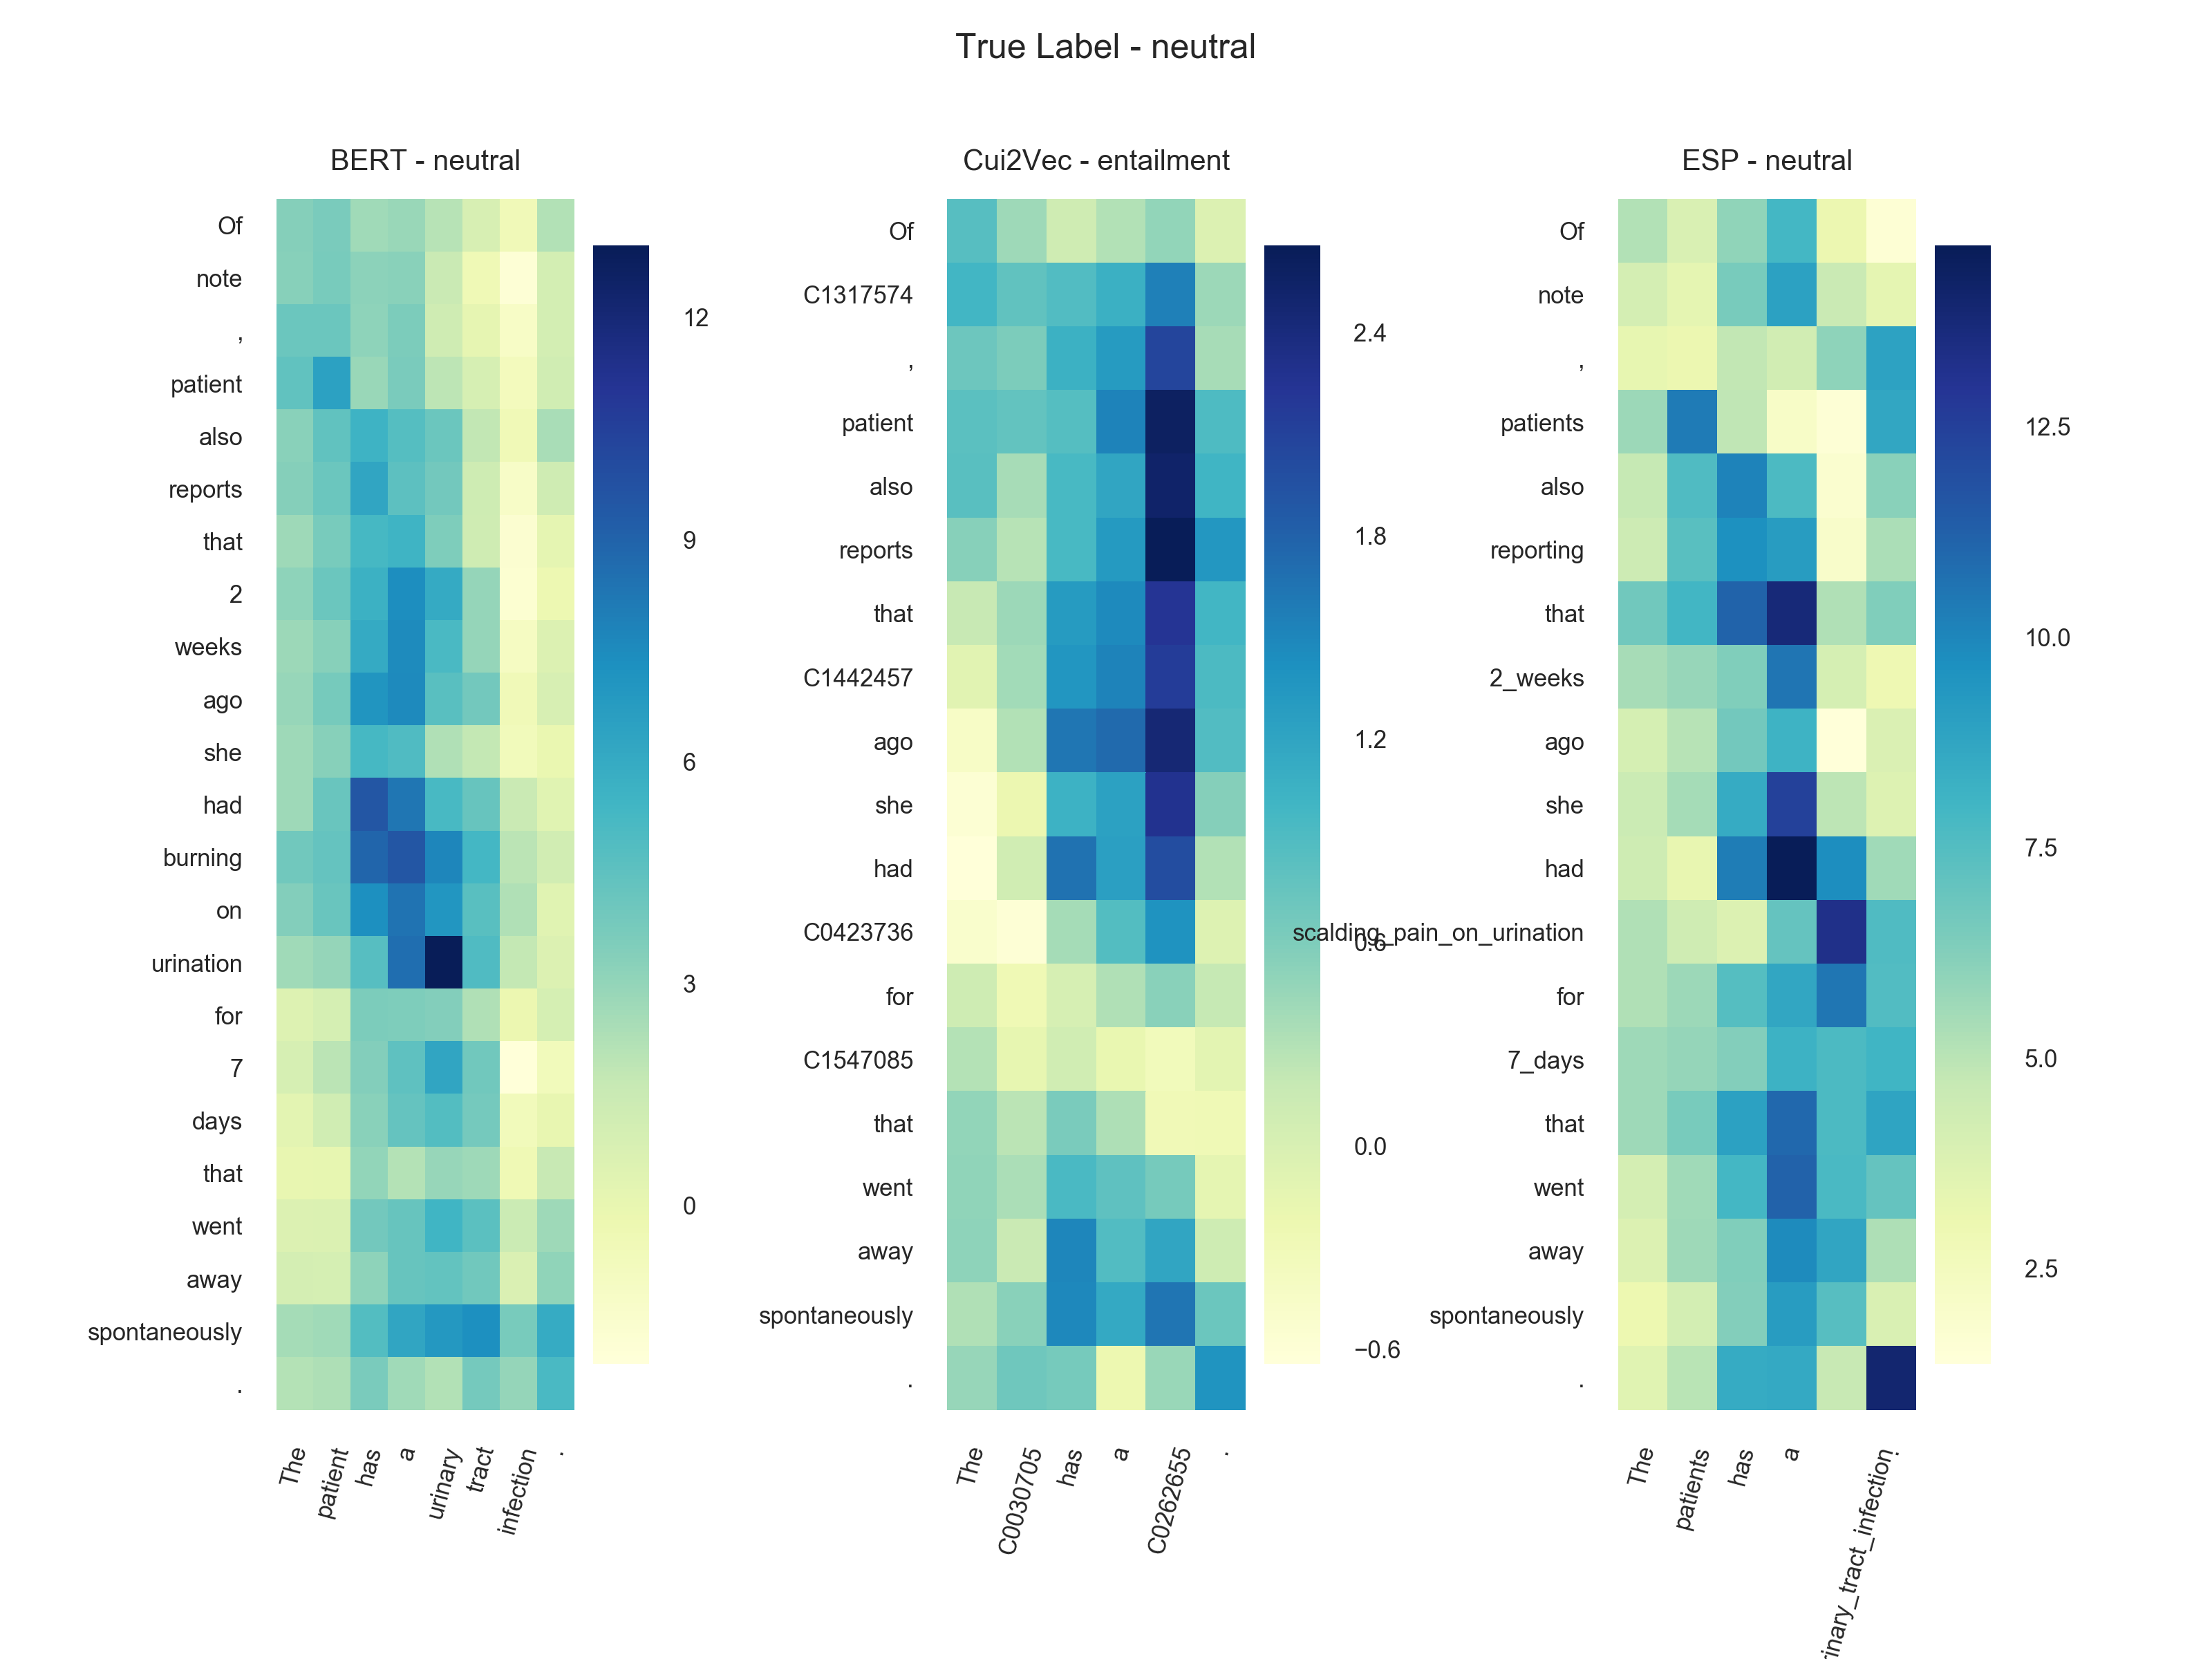 True Label - neutral
BERT - neutral
Of
note
,
patient
also
reports
that
2
weeks
ago
she
had
burning
on
urination
for
7
days
that
went
away
spontaneously
.
The
patient
has
a
urinary
tract
infection
.
12
9
6
3
0
Cui2Vec - entailment
Of
C1317574
,
patient
also
reports
that
C1442457
ago
she
had
C0423736
for
C1547085
that
went
away
spontaneously
.
The
C0030705
has
a
C0262655
.
2.4
1.8
1.2
0.6
0.0
−0.6
ESP - neutral
Of
note
,
patients
also
reporting
that
2_weeks
ago
she
had
scalding_pain_on_urination
for
7_days
that
went
away
spontaneously
.
The
patients
has
a
inary_tract_infection
.
12.5
10.0
7.5
5.0
2.5